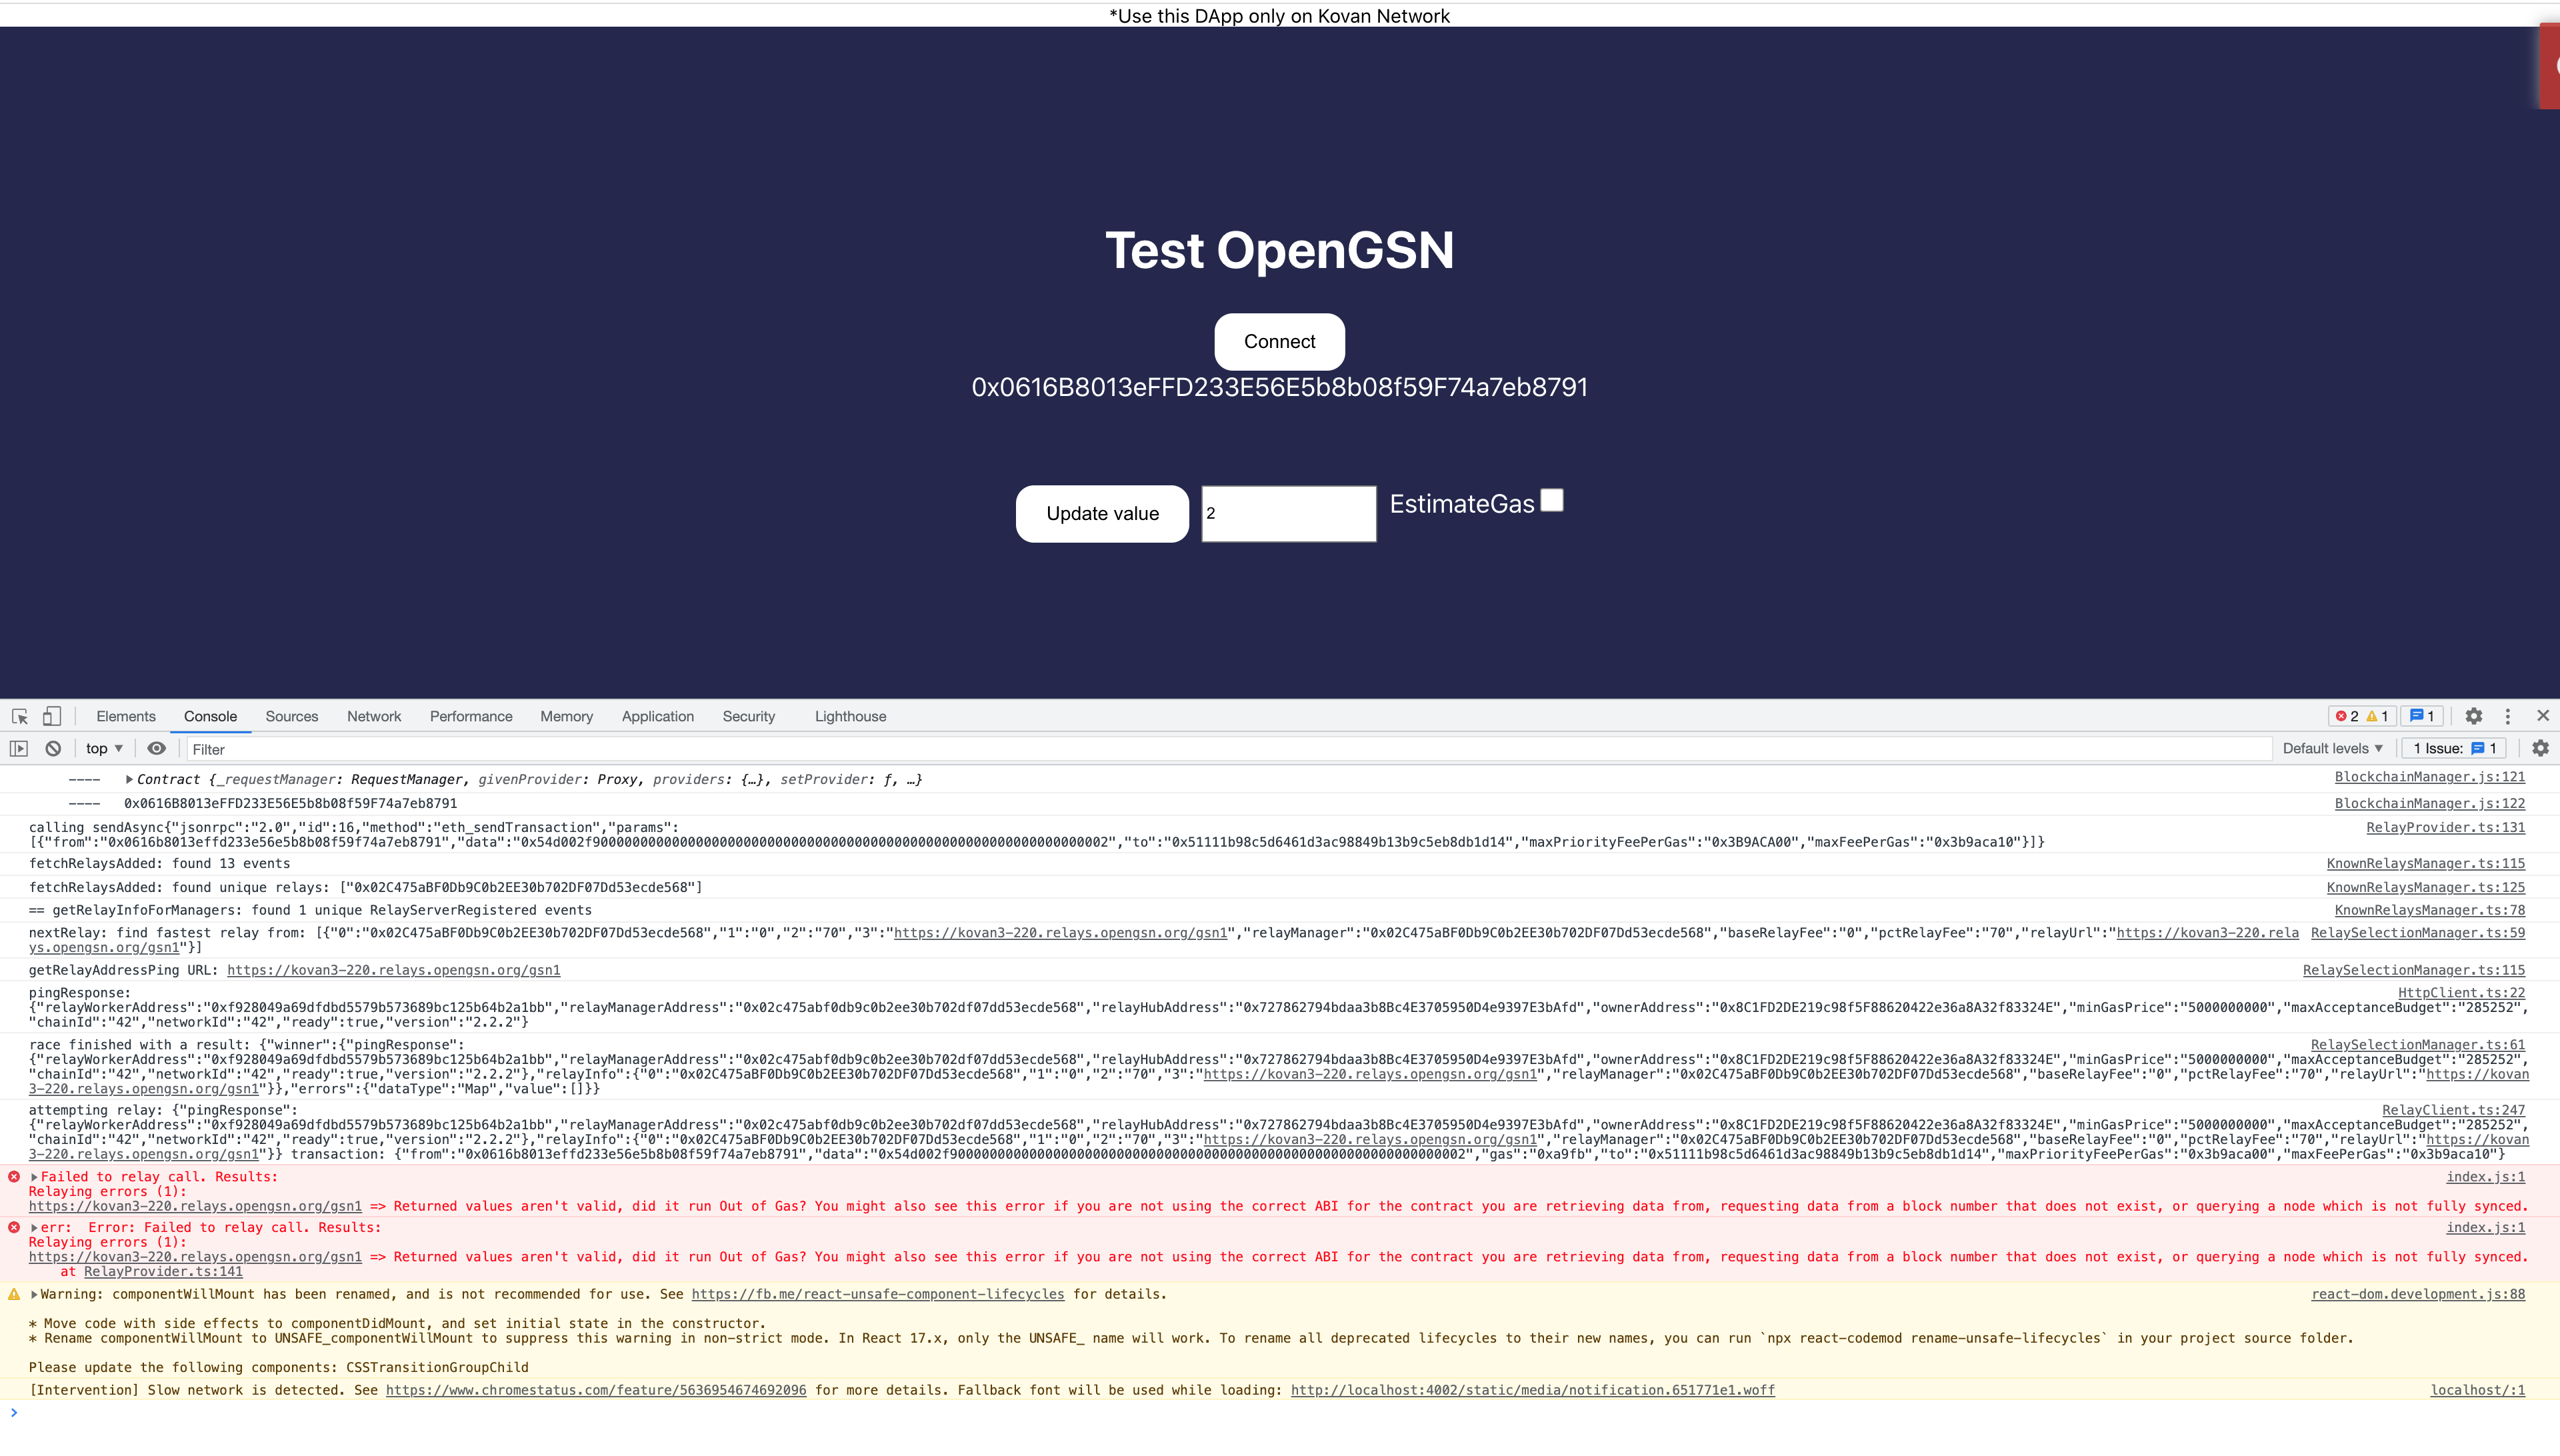 *Use this DApp only on Kovan Network
Test OpenGSN
Connect
0x0616B8013eFFD233E56E5b8b08f59F74a7eb8791
Update value
2
EstimateGas
Elements Console Sources Network Performance Memory Application Security Lighthouse 2 1 1
top ▼ Filter Default levels ▼ 1 Issue: 1
---- ▶Contract {_requestManager: RequestManager, givenProvider: Proxy, providers: {…}, setProvider: ƒ, …} BlockchainManager.js:121
---- 0x0616B8013eFFD233E56E5b8b08f59F74a7eb8791 BlockchainManager.js:122
calling sendAsync{"jsonrpc":"2.0","id":16,"method":"eth_sendTransaction","params": RelayProvider.ts:131
[{"from":"0x0616b8013effd233e56e5b8b08f59f74a7eb8791","data":"0x54d002f90000000000000000000000000000000000000000000000000000000000000002","to":"0x51111b98c5d6461d3ac98849b13b9c5eb8db1d14","maxPriorityFeePerGas":"0x3B9ACA00","maxFeePerGas":"0x3b9aca10"}]}
fetchRelaysAdded: found 13 events KnownRelaysManager.ts:115
fetchRelaysAdded: found unique relays: ["0x02C475aBF0Db9C0b2EE30b702DF07Dd53ecde568"] KnownRelaysManager.ts:125
== getRelayInfoForManagers: found 1 unique RelayServerRegistered events KnownRelaysManager.ts:78
nextRelay: find fastest relay from: [{"0":"0x02C475aBF0Db9C0b2EE30b702DF07Dd53ecde568","1":"0","2":"70","3":"https://kovan3-220.relays.opengsn.org/gsn1","relayManager":"0x02C475aBF0Db9C0b2EE30b702DF07Dd53ecde568","baseRelayFee":"0","pctRelayFee":"70","relayUrl":"https://kovan3-220.rela RelaySelectionManager.ts:59
ys.opengsn.org/gsn1"}]
getRelayAddressPing URL: https://kovan3-220.relays.opengsn.org/gsn1 RelaySelectionManager.ts:115
pingResponse: HttpClient.ts:22
{"relayWorkerAddress":"0xf928049a69dfdbd5579b573689bc125b64b2a1bb","relayManagerAddress":"0x02c475abf0db9c0b2ee30b702df07dd53ecde568","relayHubAddress":"0x727862794bdaa3b8Bc4E3705950D4e9397E3bAfd","ownerAddress":"0x8C1FD2DE219c98f5F88620422e36a8A32f83324E","minGasPrice":"5000000000","maxAcceptanceBudget":"285252",
"chainId":"42","networkId":"42","ready":true,"version":"2.2.2"}
race finished with a result: {"winner":{"pingResponse": RelaySelectionManager.ts:61
{"relayWorkerAddress":"0xf928049a69dfdbd5579b573689bc125b64b2a1bb","relayManagerAddress":"0x02c475abf0db9c0b2ee30b702df07dd53ecde568","relayHubAddress":"0x727862794bdaa3b8Bc4E3705950D4e9397E3bAfd","ownerAddress":"0x8C1FD2DE219c98f5F88620422e36a8A32f83324E","minGasPrice":"5000000000","maxAcceptanceBudget":"285252",
"chainId":"42","networkId":"42","ready":true,"version":"2.2.2"},"relayInfo":{"0":"0x02C475aBF0Db9C0b2EE30b702DF07Dd53ecde568","1":"0","2":"70","3":"https://kovan3-220.relays.opengsn.org/gsn1","relayManager":"0x02C475aBF0Db9C0b2EE30b702DF07Dd53ecde568","baseRelayFee":"0","pctRelayFee":"70","relayUrl":"https://kovan
3-220.relays.opengsn.org/gsn1"}},"errors":{"dataType":"Map","value":[]}}
attempting relay: {"pingResponse": RelayClient.ts:247
{"relayWorkerAddress":"0xf928049a69dfdbd5579b573689bc125b64b2a1bb","relayManagerAddress":"0x02c475abf0db9c0b2ee30b702df07dd53ecde568","relayHubAddress":"0x727862794bdaa3b8Bc4E3705950D4e9397E3bAfd","ownerAddress":"0x8C1FD2DE219c98f5F88620422e36a8A32f83324E","minGasPrice":"5000000000","maxAcceptanceBudget":"285252",
"chainId":"42","networkId":"42","ready":true,"version":"2.2.2"},"relayInfo":{"0":"0x02C475aBF0Db9C0b2EE30b702DF07Dd53ecde568","1":"0","2":"70","3":"https://kovan3-220.relays.opengsn.org/gsn1","relayManager":"0x02C475aBF0Db9C0b2EE30b702DF07Dd53ecde568","baseRelayFee":"0","pctRelayFee":"70","relayUrl":"https://kovan
3-220.relays.opengsn.org/gsn1"}} transaction: {"from":"0x0616b8013effd233e56e5b8b08f59f74a7eb8791","data":"0x54d002f90000000000000000000000000000000000000000000000000000000000000002","gas":"0xa9fb","to":"0x51111b98c5d6461d3ac98849b13b9c5eb8db1d14","maxPriorityFeePerGas":"0x3b9aca00","maxFeePerGas":"0x3b9aca10"}
▶Failed to relay call. Results: index.js:1
Relaying errors (1):
https://kovan3-220.relays.opengsn.org/gsn1 => Returned values aren't valid, did it run Out of Gas? You might also see this error if you are not using the correct ABI for the contract you are retrieving data from, requesting data from a block number that does not exist, or querying a node which is not fully synced.
▶err: Error: Failed to relay call. Results: index.js:1
Relaying errors (1):
https://kovan3-220.relays.opengsn.org/gsn1 => Returned values aren't valid, did it run Out of Gas? You might also see this error if you are not using the correct ABI for the contract you are retrieving data from, requesting data from a block number that does not exist, or querying a node which is not fully synced.
at RelayProvider.ts:141
▶Warning: componentWillMount has been renamed, and is not recommended for use. See https://fb.me/react-unsafe-component-lifecycles for details. react-dom.development.js:88
* Move code with side effects to componentDidMount, and set initial state in the constructor.
* Rename componentWillMount to UNSAFE_componentWillMount to suppress this warning in non-strict mode. In React 17.x, only the UNSAFE_ name will work. To rename all deprecated lifecycles to their new names, you can run `npx react-codemod rename-unsafe-lifecycles` in your project source folder.
Please update the following components: CSSTransitionGroupChild
[Intervention] Slow network is detected. See https://www.chromestatus.com/feature/5636954674692096 for more details. Fallback font will be used while loading: http://localhost:4002/static/media/notification.651771e1.woff localhost/:1